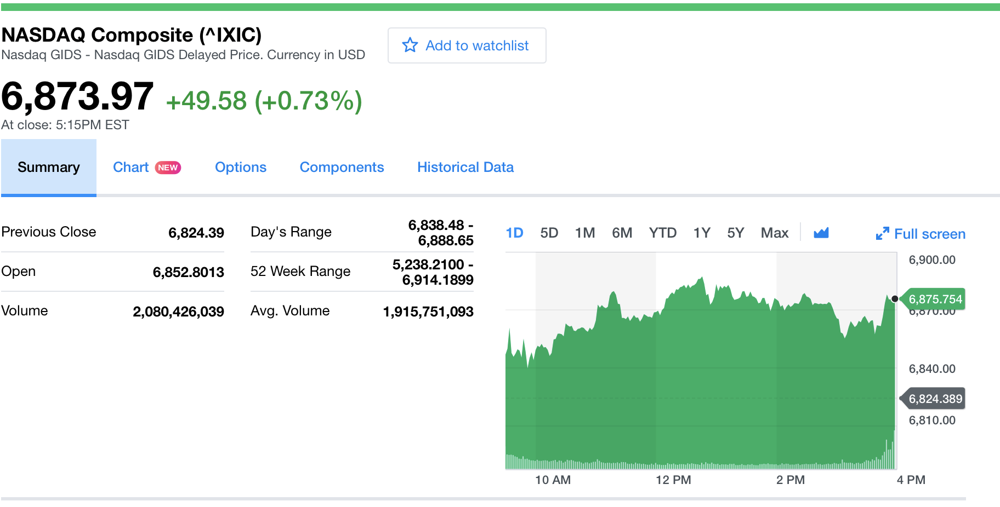 NASDAQ Composite (^IXIC)
Nasdaq GIDS - Nasdaq GIDS Delayed Price. Currency in USD
Add to watchlist
6,873.97 +49.58 (+0.73%)
At close: 5:15PM EST
Summary
Chart NEW
Options
Components
Historical Data
Previous Close 6,824.39
Open 6,852.8013
Volume 2,080,426,039
Day's Range 6,838.48 -
6,888.65
52 Week Range 5,238.2100 -
6,914.1899
Avg. Volume 1,915,751,093
1D 5D 1M 6M YTD 1Y 5Y Max
Full screen
6,900.00
6,875.754
6,870.00
6,840.00
6,824.389
6,810.00
10 AM 12 PM 2 PM 4 PM